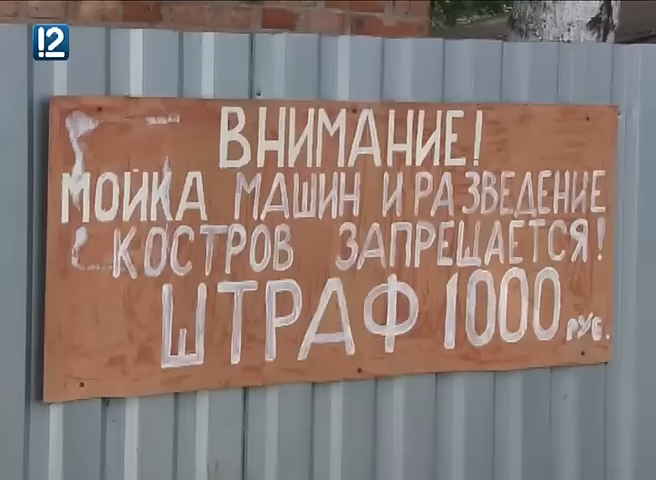 12
ВНИМАНИЕ!
МОЙКА МАШИН И РАЗВЕДЕНИЕ
КОСТРОВ ЗАПРЕЩАЕТСЯ!
ШТРАФ 1000 РУБ.